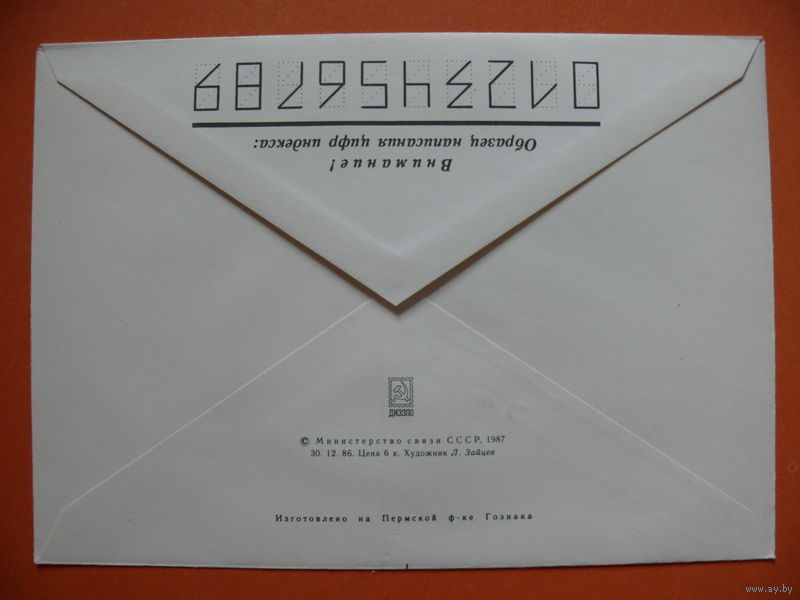 Внимание!
Образец написания цифр индекса:
0123456789
ДИЭЗПО
© Министерство связи СССР, 1987
30. 12. 86. Цена 6 к. Художник Л. Зайцев
Изготовлено на Пермской ф-ке Гознака
www.ay.by